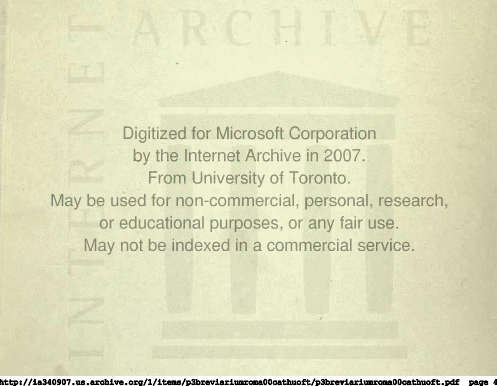 ARCHIVE
INTERNET
Digitized for Microsoft Corporation
by the Internet Archive in 2007.
From University of Toronto.
May be used for non-commercial, personal, research,
or educational purposes, or any fair use.
May not be indexed in a commercial service.
http://ia340907.us.archive.org/1/items/p3breviariumroma00cathuoft/p3breviariumroma00cathuoft.pdf page 4